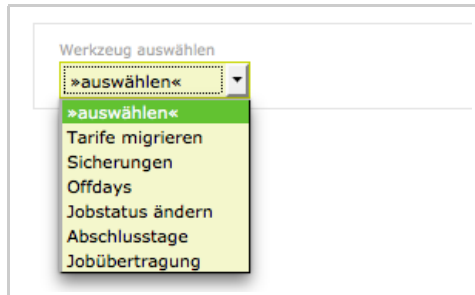 Werkzeug auswählen
»auswählen«
»auswählen«
Tarife migrieren
Sicherungen
Offdays
Jobstatus ändern
Abschlusstage
Jobübertragung